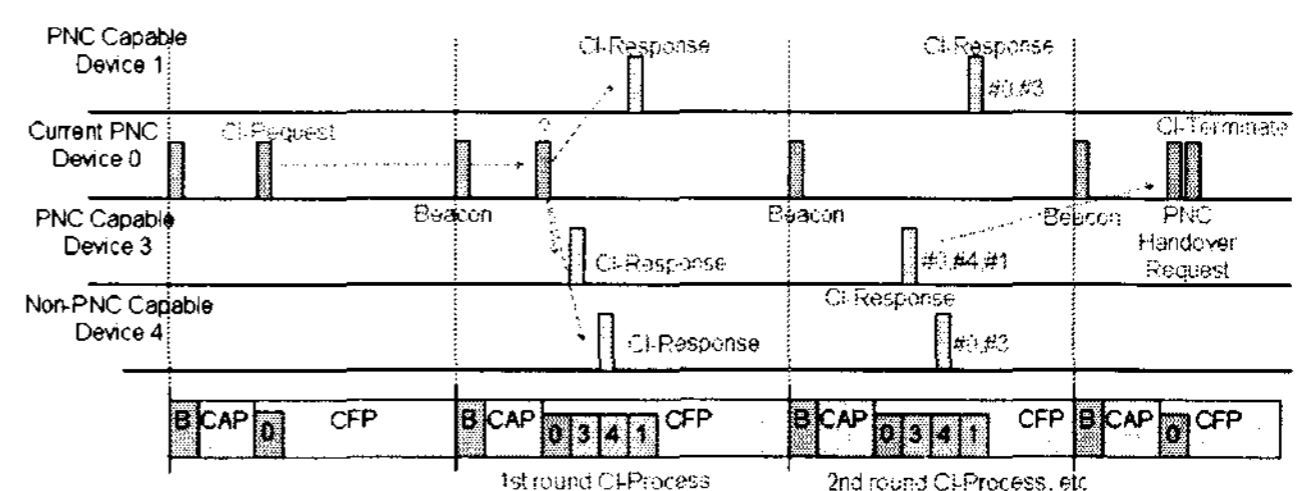 PNC Capable
Device 1
CI-Response
CI-Response
#0,#3
Current PNC
Device 0
CI-Request
?
CI-Terminate
Beacon
Beacon
Beacon
PNC
Handover
Request
PNC Capable
Device 3
CI-Response
#0,#4,#1
Non-PNC Capable
Device 4
CI-Response
CI-Response
#0,#3
B CAP 0 CFP B CAP 0 3 4 1 CFP B CAP 0 3 4 1 CFP B CAP 0 CFP
1st round CI-Process
2nd round CI-Process, etc